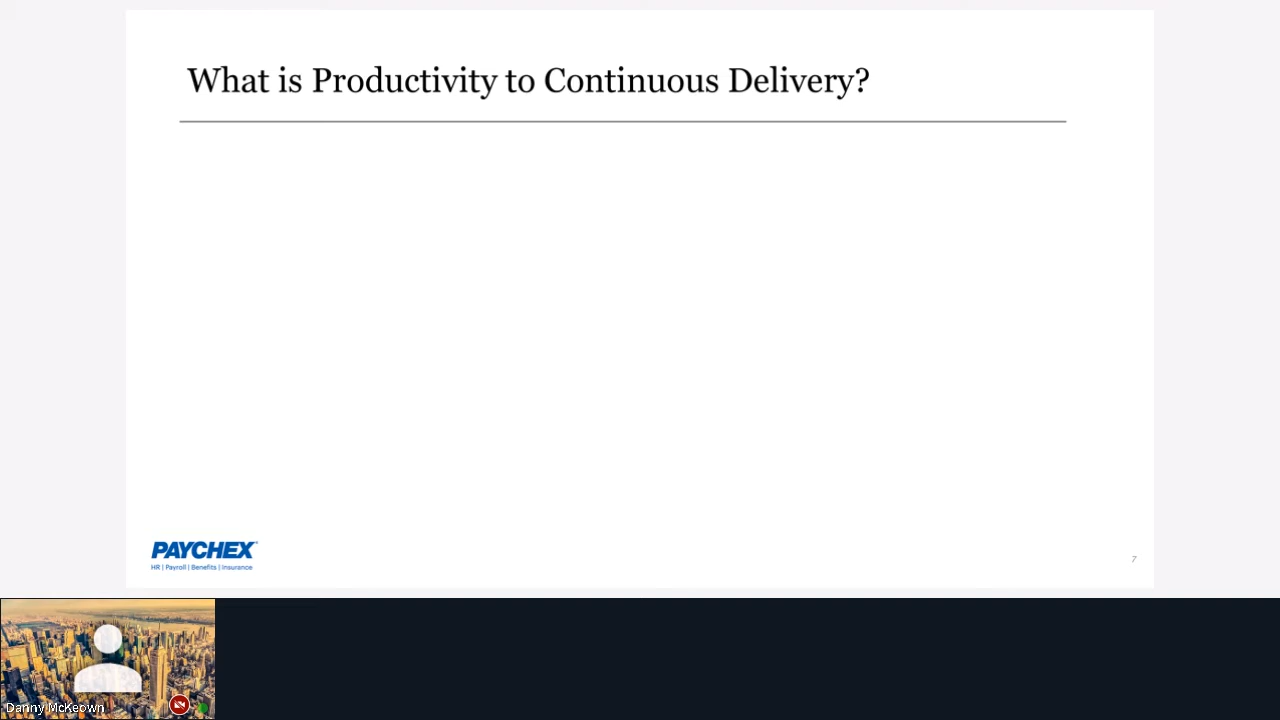 What is Productivity to Continuous Delivery?
PAYCHEX
HR | Payroll | Benefits | Insurance
7
Danny McKeown